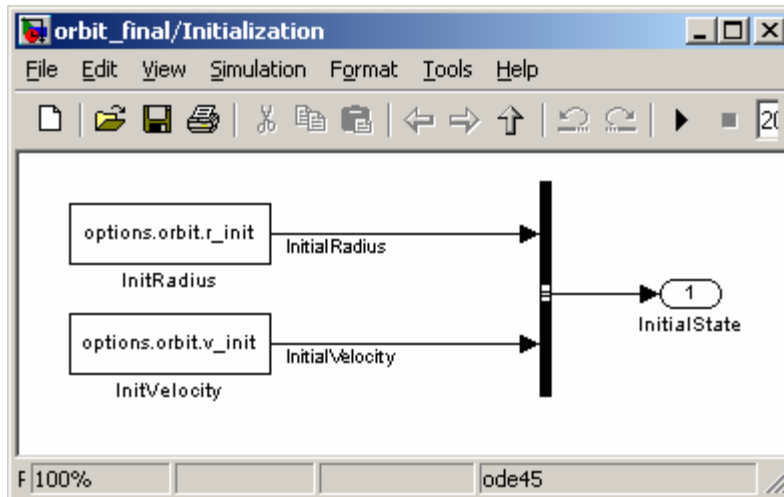 orbit_final/Initialization
File Edit View Simulation Format Tools Help
20
options.orbit.r_init
InitialRadius
InitRadius
1
InitialState
options.orbit.v_init
InitialVelocity
InitVelocity
F 100% ode45